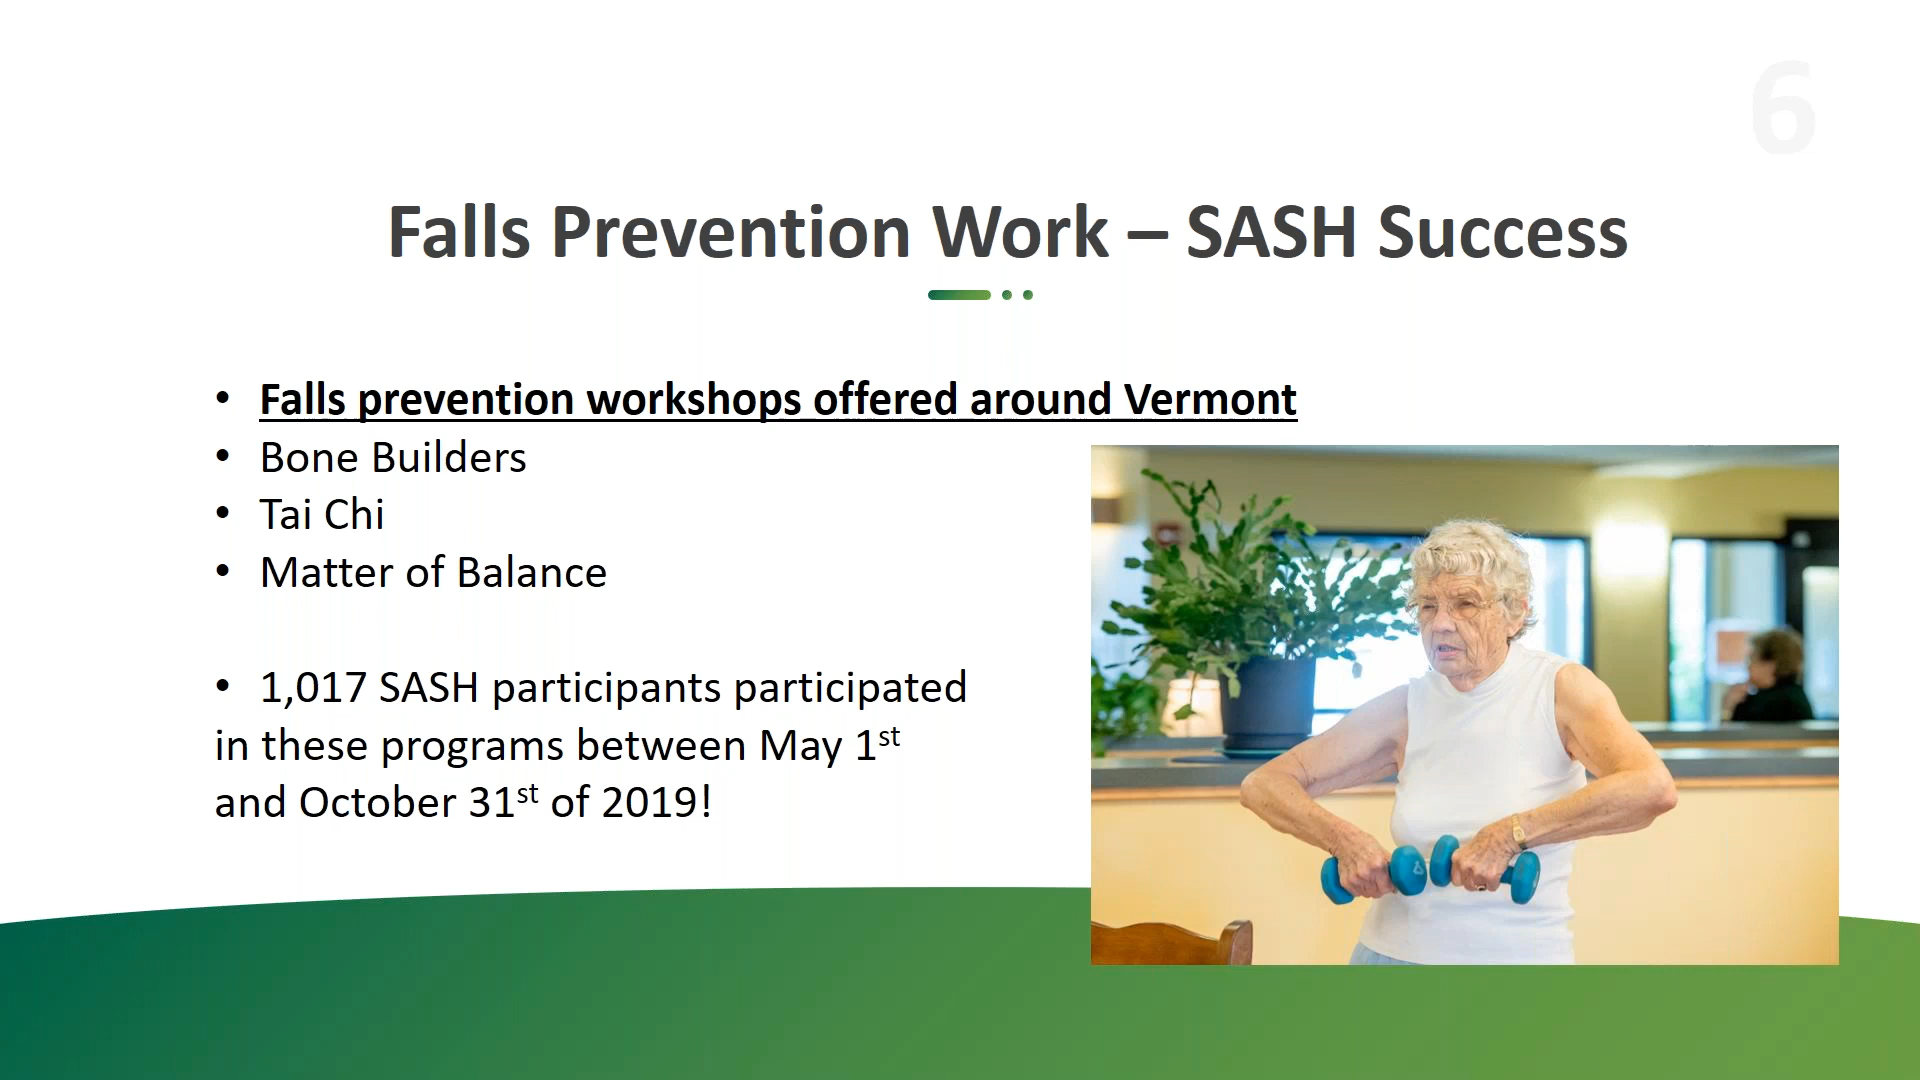 6
Falls Prevention Work – SASH Success
• Falls prevention workshops offered around Vermont
• Bone Builders
• Tai Chi
• Matter of Balance
• 1,017 SASH participants participated
in these programs between May 1st
and October 31st of 2019!